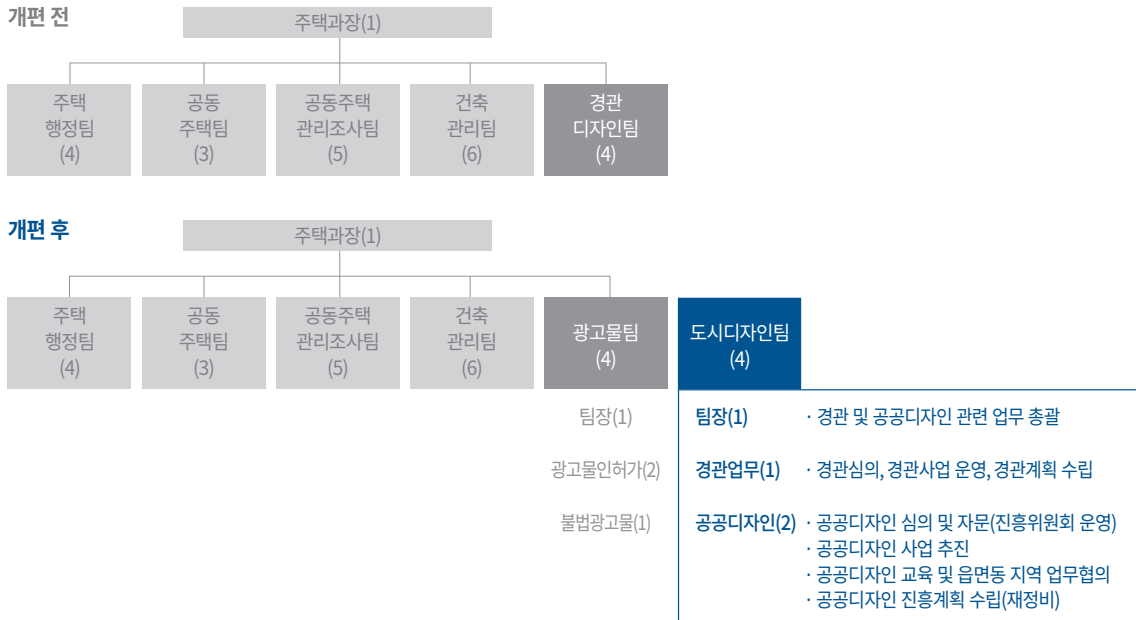 개편 전
주택과장(1)
주택
행정팀
(4)
공동
주택팀
(3)
공동주택
관리조사팀
(5)
건축
관리팀
(6)
경관
디자인팀
(4)
개편 후
주택과장(1)
주택
행정팀
(4)
공동
주택팀
(3)
공동주택
관리조사팀
(5)
건축
관리팀
(6)
광고물팀
(4)
도시디자인팀
(4)
팀장(1)
광고물인허가(2)
불법광고물(1)
팀장(1) · 경관 및 공공디자인 관련 업무 총괄
경관업무(1) · 경관심의, 경관사업 운영, 경관계획 수립
공공디자인(2) · 공공디자인 심의 및 자문(진흥위원회 운영)
· 공공디자인 사업 추진
· 공공디자인 교육 및 읍면동 지역 업무협의
· 공공디자인 진흥계획 수립(재정비)